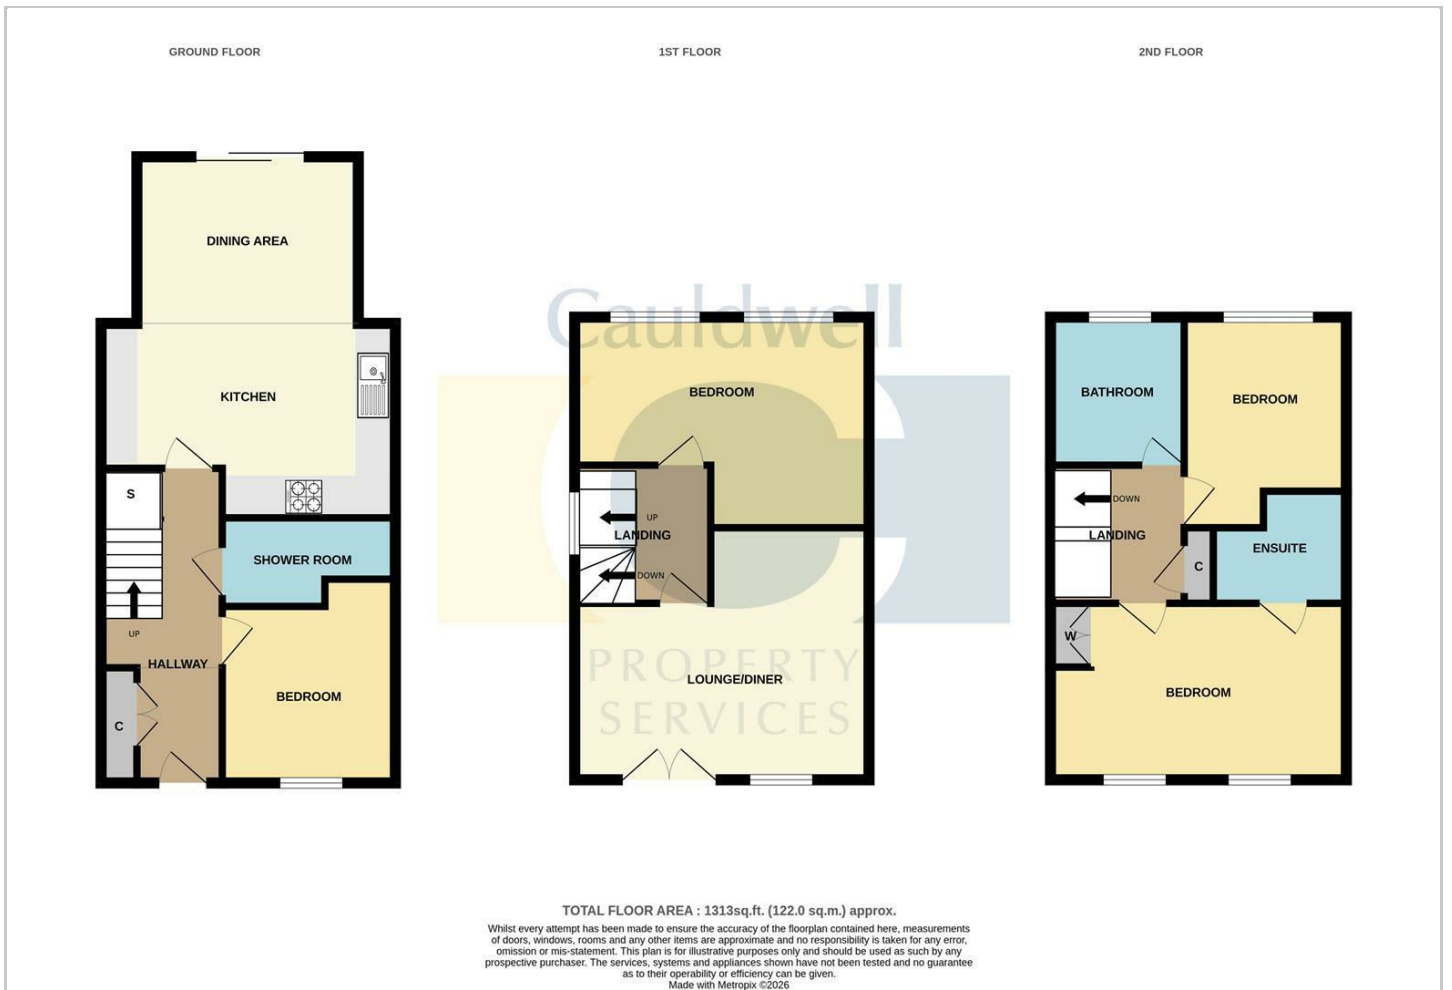 GROUND FLOOR
DINING AREA
KITCHEN
S
SHOWER ROOM
UP
HALLWAY
BEDROOM
C
1ST FLOOR
Cauldwell
BEDROOM
UP
LANDING
DOWN
PROPERTY
LOUNGE/DINER
SERVICES
2ND FLOOR
BATHROOM
BEDROOM
DOWN
LANDING
ENSUITE
C
W
BEDROOM
TOTAL FLOOR AREA : 1313sq.ft. (122.0 sq.m.) approx.
Whilst every attempt has been made to ensure the accuracy of the floorplan contained here, measurements
of doors, windows, rooms and any other items are approximate and no responsibility is taken for any error,
omission or mis-statement. This plan is for illustrative purposes only and should be used as such by any
prospective purchaser. The services, systems and appliances shown have not been tested and no guarantee
as to their operability or efficiency can be given.
Made with Metropix ©2026